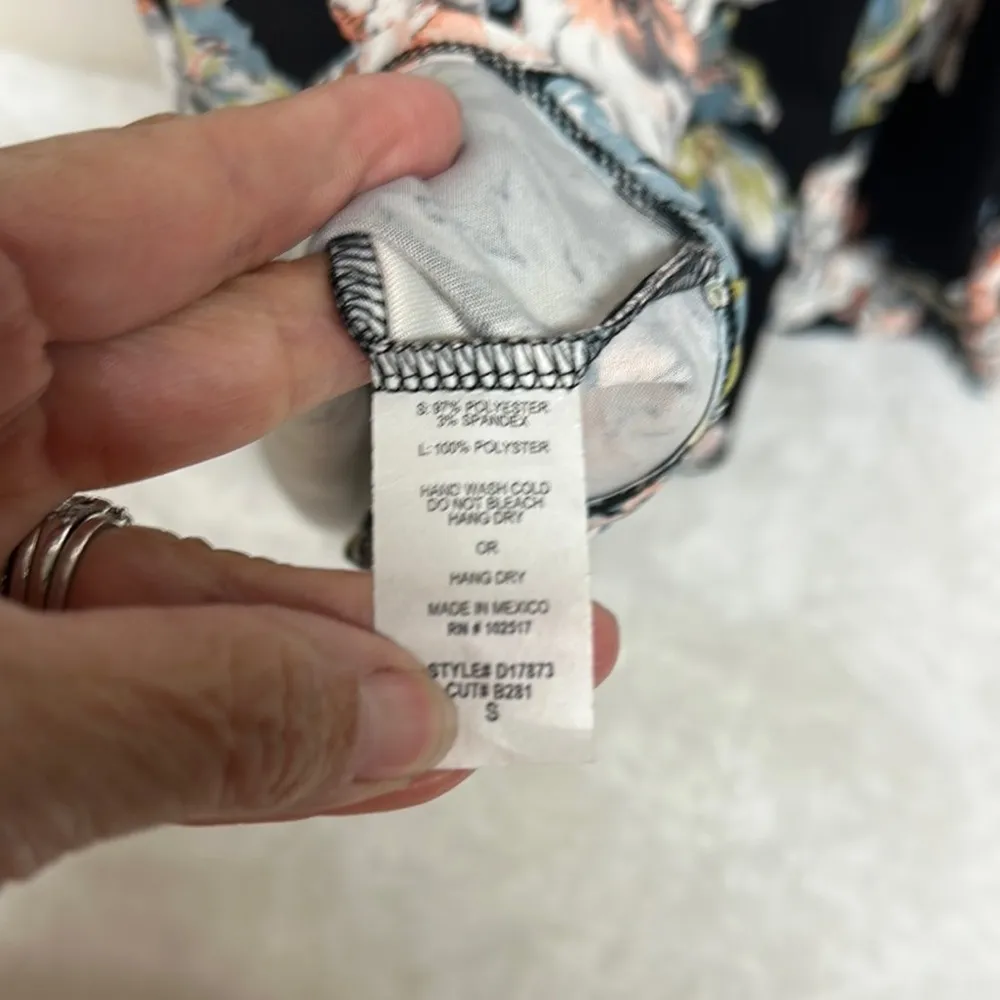 S: 97% POLYESTER
3% SPANDEX
L: 100% POLYSTER
HAND WASH COLD
DO NOT BLEACH
HANG DRY
OR
HANG DRY
MADE IN MEXICO
RN # 102517
STYLE# D17873
CUT# B281
S